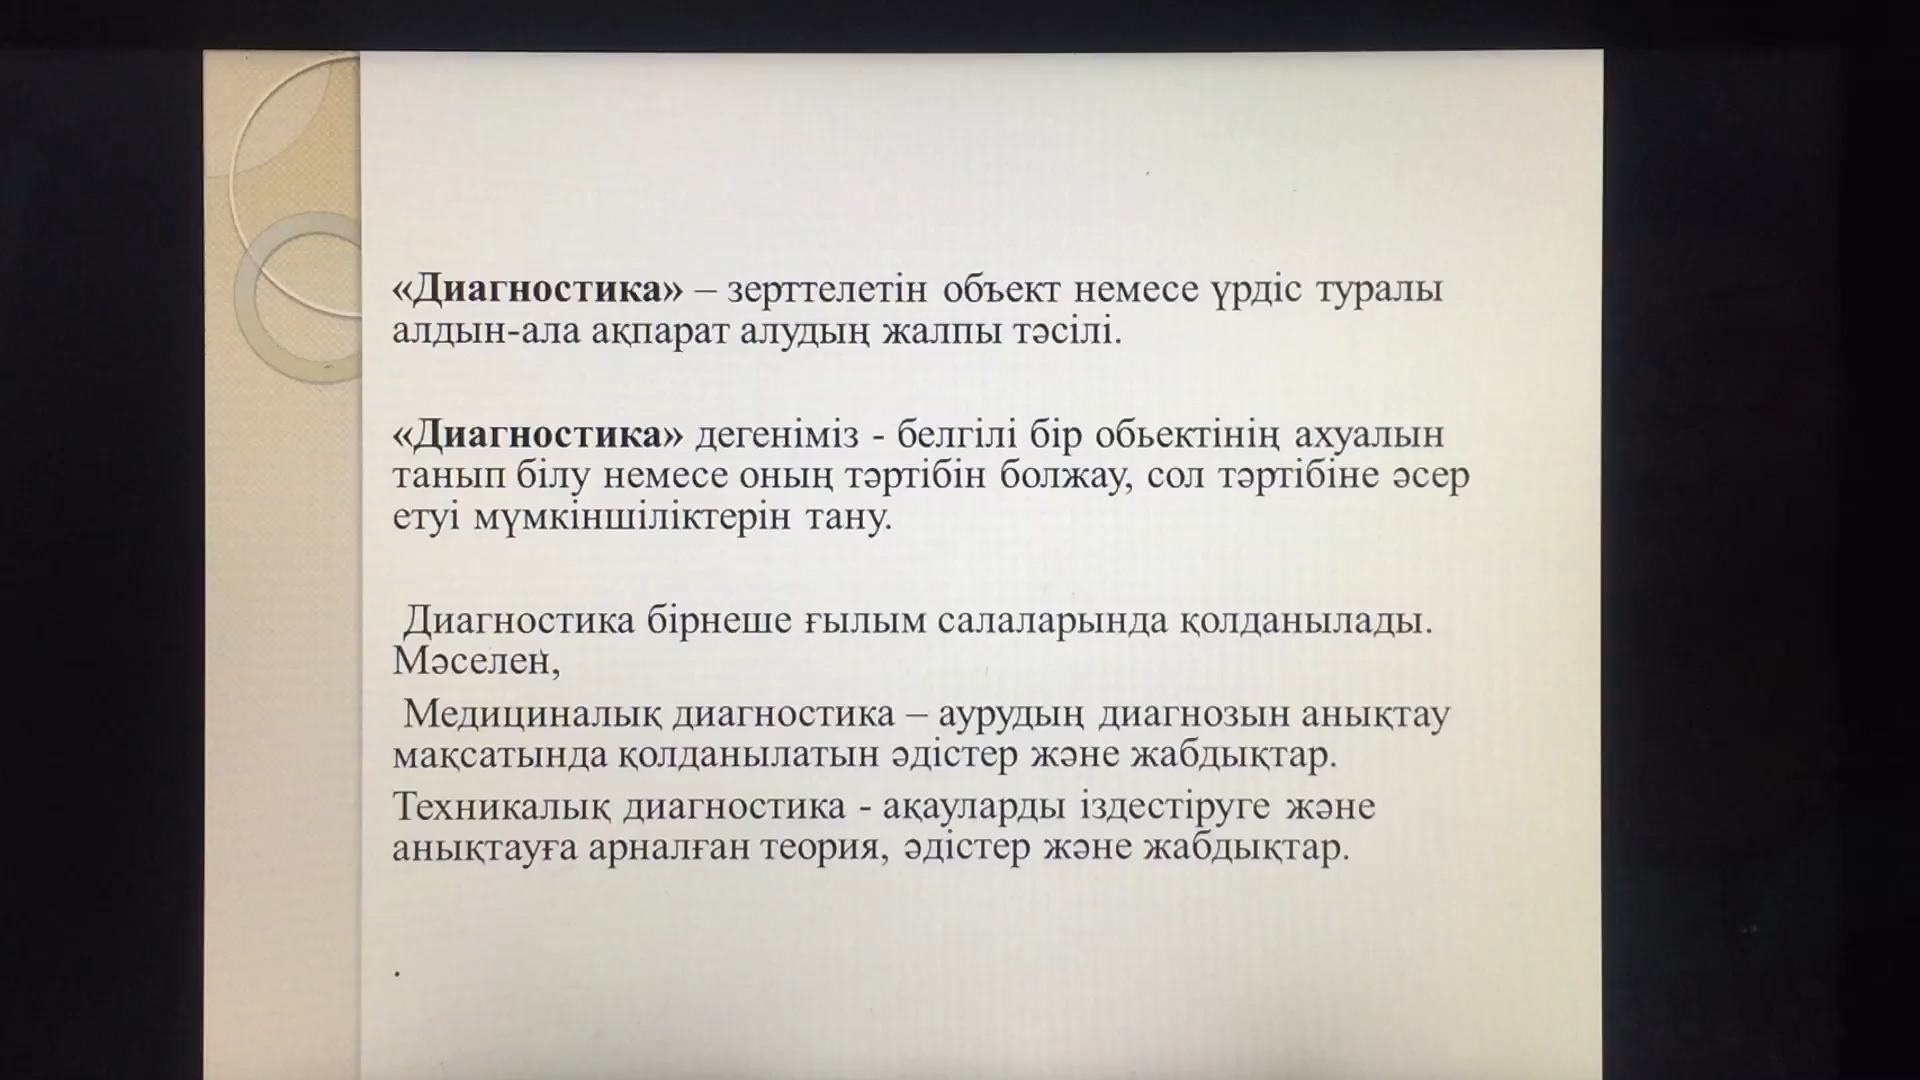 «Диагностика» – зерттелетін объект немесе үрдіс туралы
алдын-ала ақпарат алудың жалпы тәсілі.
«Диагностика» дегеніміз - белгілі бір обьектінің ахуалын
танып білу немесе оның тәртібін болжау, сол тәртібіне әсер
етуі мүмкіншіліктерін тану.
Диагностика бірнеше ғылым салаларында қолданылады.
Мәселен,
Медициналық диагностика – аурудың диагнозын анықтау
мақсатында қолданылатын әдістер және жабдықтар.
Техникалық диагностика - ақауларды іздестіруге және
анықтауға арналған теория, әдістер және жабдықтар.
.